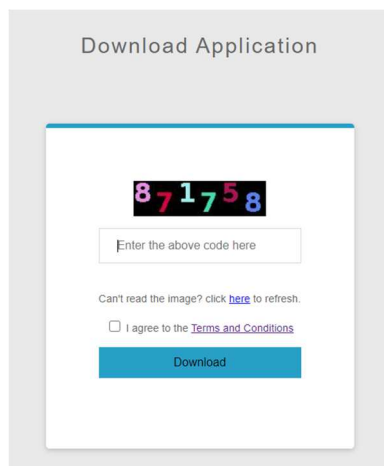 Download Application
871758
Enter the above code here
Can't read the image? click here to refresh.
I agree to the Terms and Conditions
Download